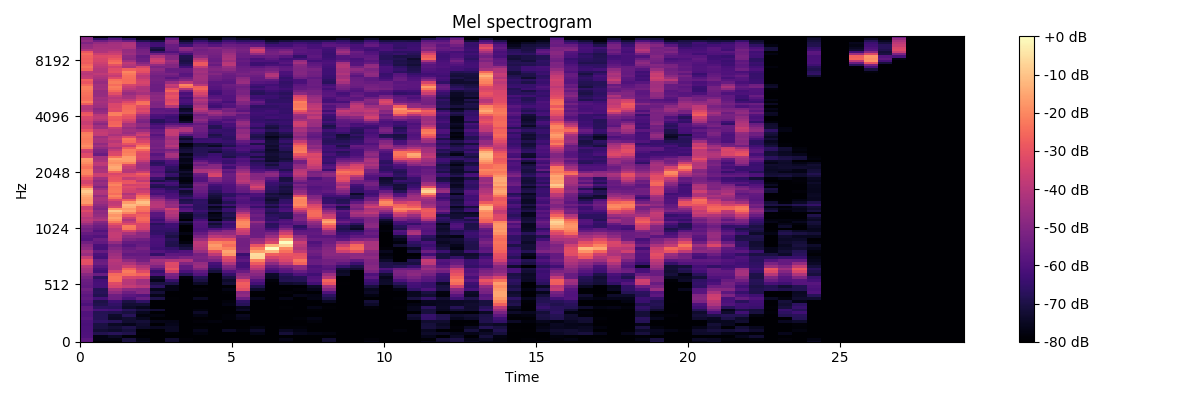 Mel spectrogram
+0 dB
8192
-10 dB
4096
-20 dB
-30 dB
2048
-40 dB
Hz
1024
-50 dB
-60 dB
512
-70 dB
0
-80 dB
0 5 10 15 20 25
Time